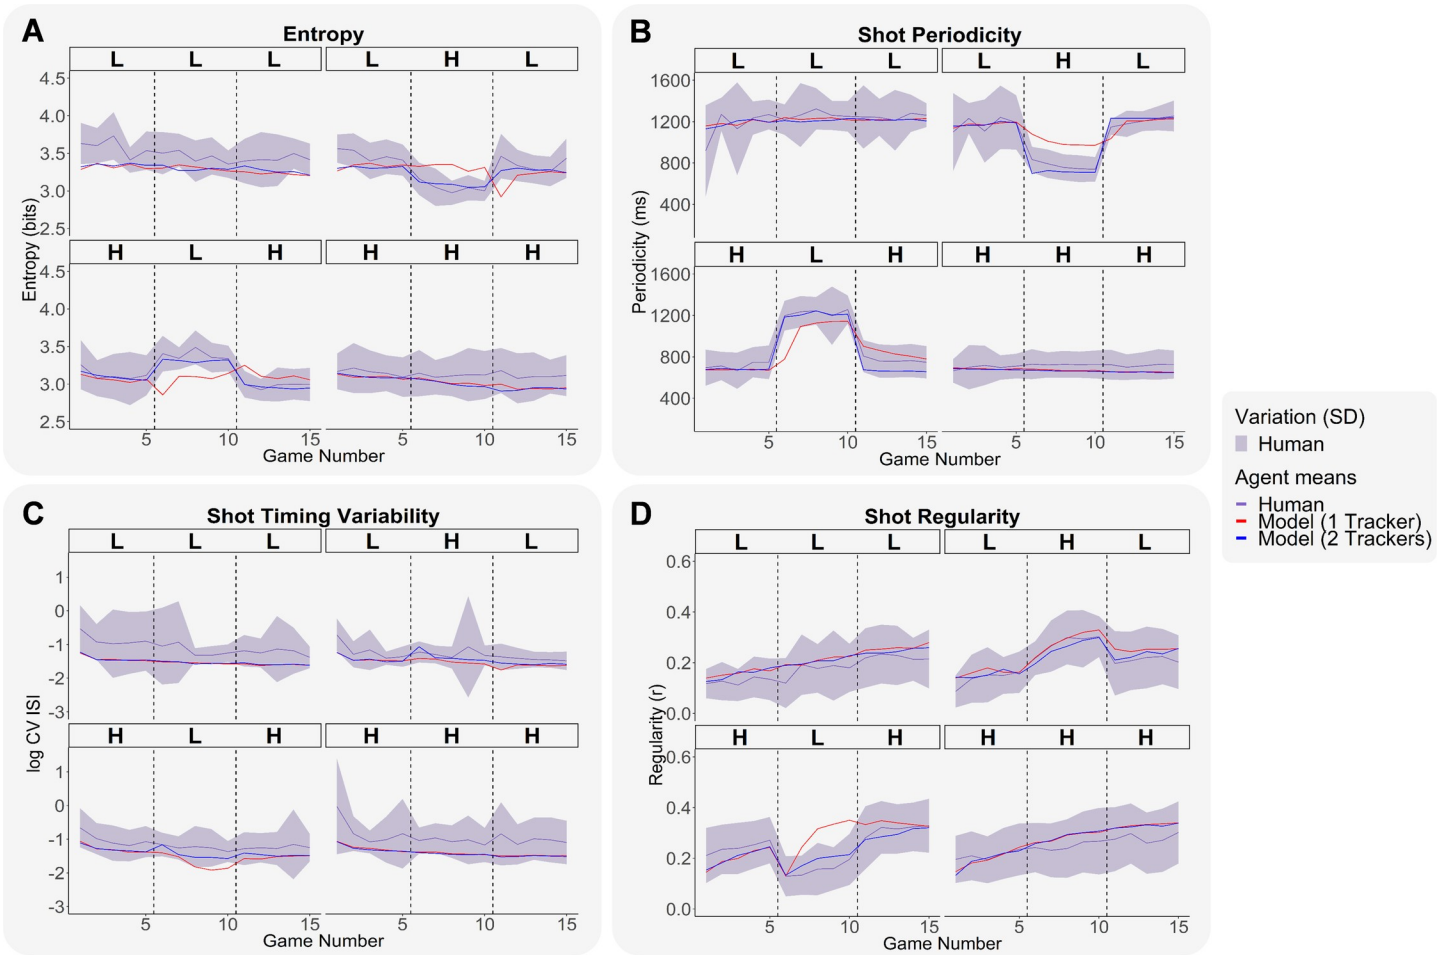 A
Entropy
L L L
L H L
4.5
4.0
3.5
3.0
2.5
H L H
H H H
4.5
4.0
3.5
3.0
2.5
5 10 15
5 10 15
Entropy (bits)
Game Number
B
Shot Periodicity
L L L
L H L
1600
1200
800
400
H L H
H H H
1600
1200
800
400
5 10 15
5 10 15
Periodicity (ms)
Game Number
C
Shot Timing Variability
L L L
L H L
1
0
-1
-2
-3
H L H
H H H
1
0
-1
-2
-3
5 10 15
5 10 15
log CV ISI
Game Number
D
Shot Regularity
L L L
L H L
0.6
0.4
0.2
0.0
H L H
H H H
0.6
0.4
0.2
0.0
5 10 15
5 10 15
Regularity (r)
Game Number
Variation (SD)
Human
Agent means
Human
Model (1 Tracker)
Model (2 Trackers)